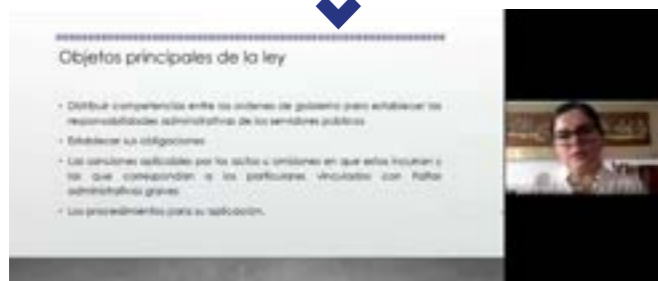 Objetos principales de la ley
• Distribuir competencias entre los ordenes de gobierno para establecer las
responsabilidades administrativas de los servidores públicos
• Establecer sus obligaciones
• Las sanciones aplicables por los actos u omisiones en que estos incurran y
las que correspondan a los particulares vinculados con faltas
administrativas graves
• Los procedimientos para su aplicación.